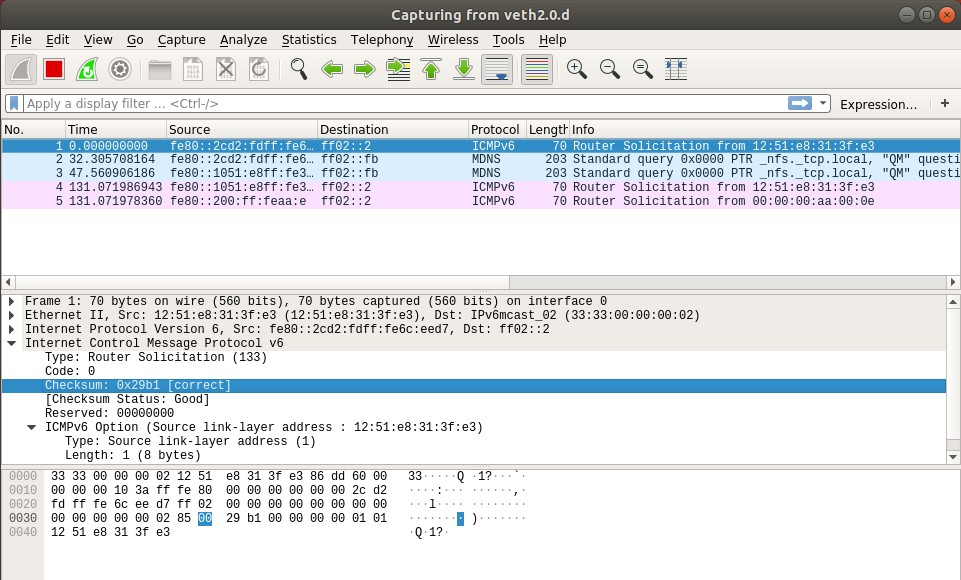 Capturing from veth2.0.d
File Edit View Go Capture Analyze Statistics Telephony Wireless Tools Help
Apply a display filter … <Ctrl-/> Expression… +
No. Time Source Destination Protocol Length Info
1 0.000000000 fe80::2cd2:fdff:fe6… ff02::2 ICMPv6 70 Router Solicitation from 12:51:e8:31:3f:e3
2 32.305708164 fe80::2cd2:fdff:fe6… ff02::fb MDNS 203 Standard query 0x0000 PTR _nfs._tcp.local, "QM" questi
3 47.560906186 fe80::1051:e8ff:fe3… ff02::fb MDNS 203 Standard query 0x0000 PTR _nfs._tcp.local, "QM" questi
4 131.071986943 fe80::1051:e8ff:fe3… ff02::2 ICMPv6 70 Router Solicitation from 12:51:e8:31:3f:e3
5 131.071978360 fe80::200:ff:feaa:e ff02::2 ICMPv6 70 Router Solicitation from 00:00:00:aa:00:0e
Frame 1: 70 bytes on wire (560 bits), 70 bytes captured (560 bits) on interface 0
Ethernet II, Src: 12:51:e8:31:3f:e3 (12:51:e8:31:3f:e3), Dst: IPv6mcast_02 (33:33:00:00:00:02)
Internet Protocol Version 6, Src: fe80::2cd2:fdff:fe6c:eed7, Dst: ff02::2
Internet Control Message Protocol v6
Type: Router Solicitation (133)
Code: 0
Checksum: 0x29b1 [correct]
[Checksum Status: Good]
Reserved: 00000000
ICMPv6 Option (Source link-layer address : 12:51:e8:31:3f:e3)
Type: Source link-layer address (1)
Length: 1 (8 bytes)
0000 33 33 00 00 00 02 12 51 e8 31 3f e3 86 dd 60 00 33·····Q ·1?···`·
0010 00 00 00 10 3a ff fe 80 00 00 00 00 00 00 2c d2 ····:··· ······,·
0020 fd ff fe 6c ee d7 ff 02 00 00 00 00 00 00 00 00 ···l···· ········
0030 00 00 00 00 00 02 85 00 29 b1 00 00 00 00 01 01 ········ )·······
0040 12 51 e8 31 3f e3 ·Q·1?·